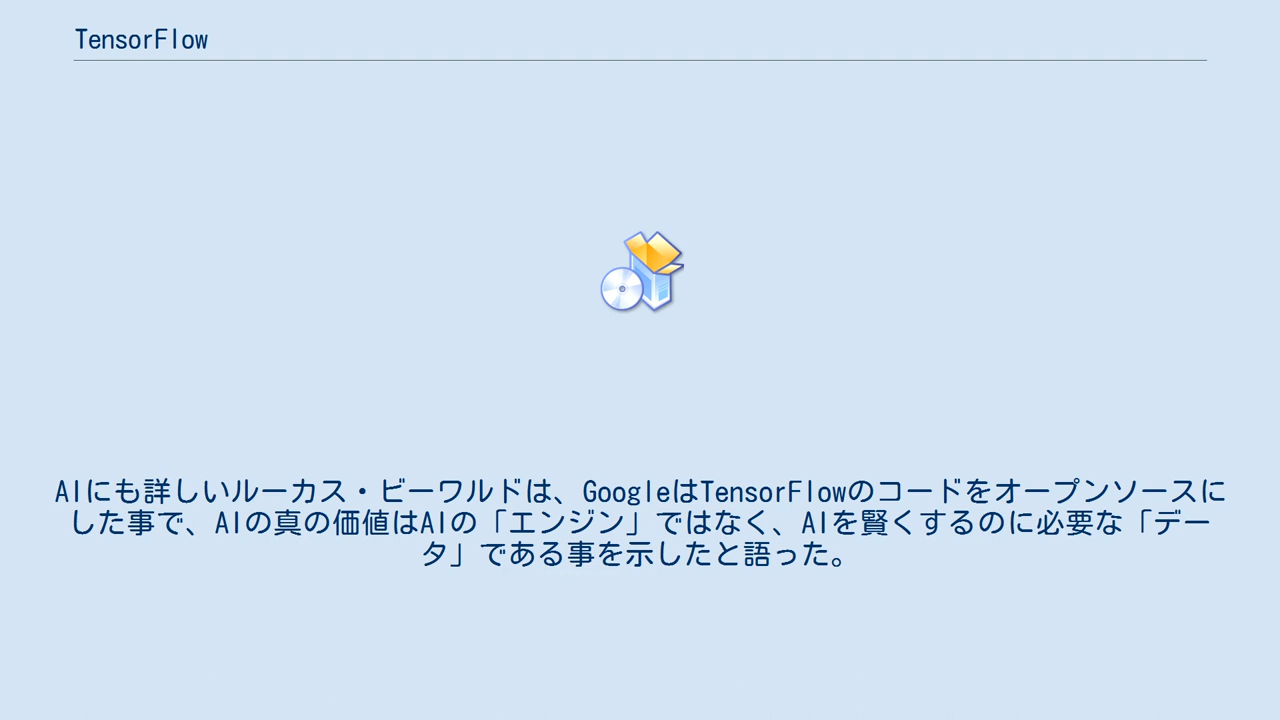 TensorFlow
AIにも詳しいルーカス・ビーワルドは、GoogleはTensorFlowのコードをオープンソースに
した事で、AIの真の価値はAIの「エンジン」ではなく、AIを賢くするのに必要な「デー
タ」である事を示したと語った。